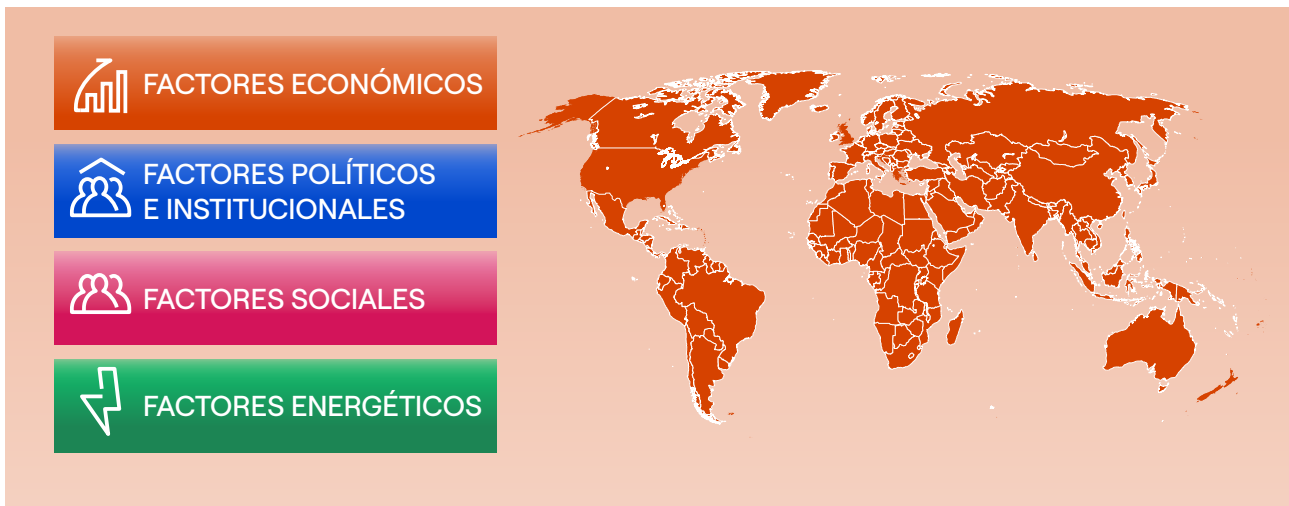 FACTORES ECONÓMICOS
FACTORES POLÍTICOS
E INSTITUCIONALES
FACTORES SOCIALES
FACTORES ENERGÉTICOS